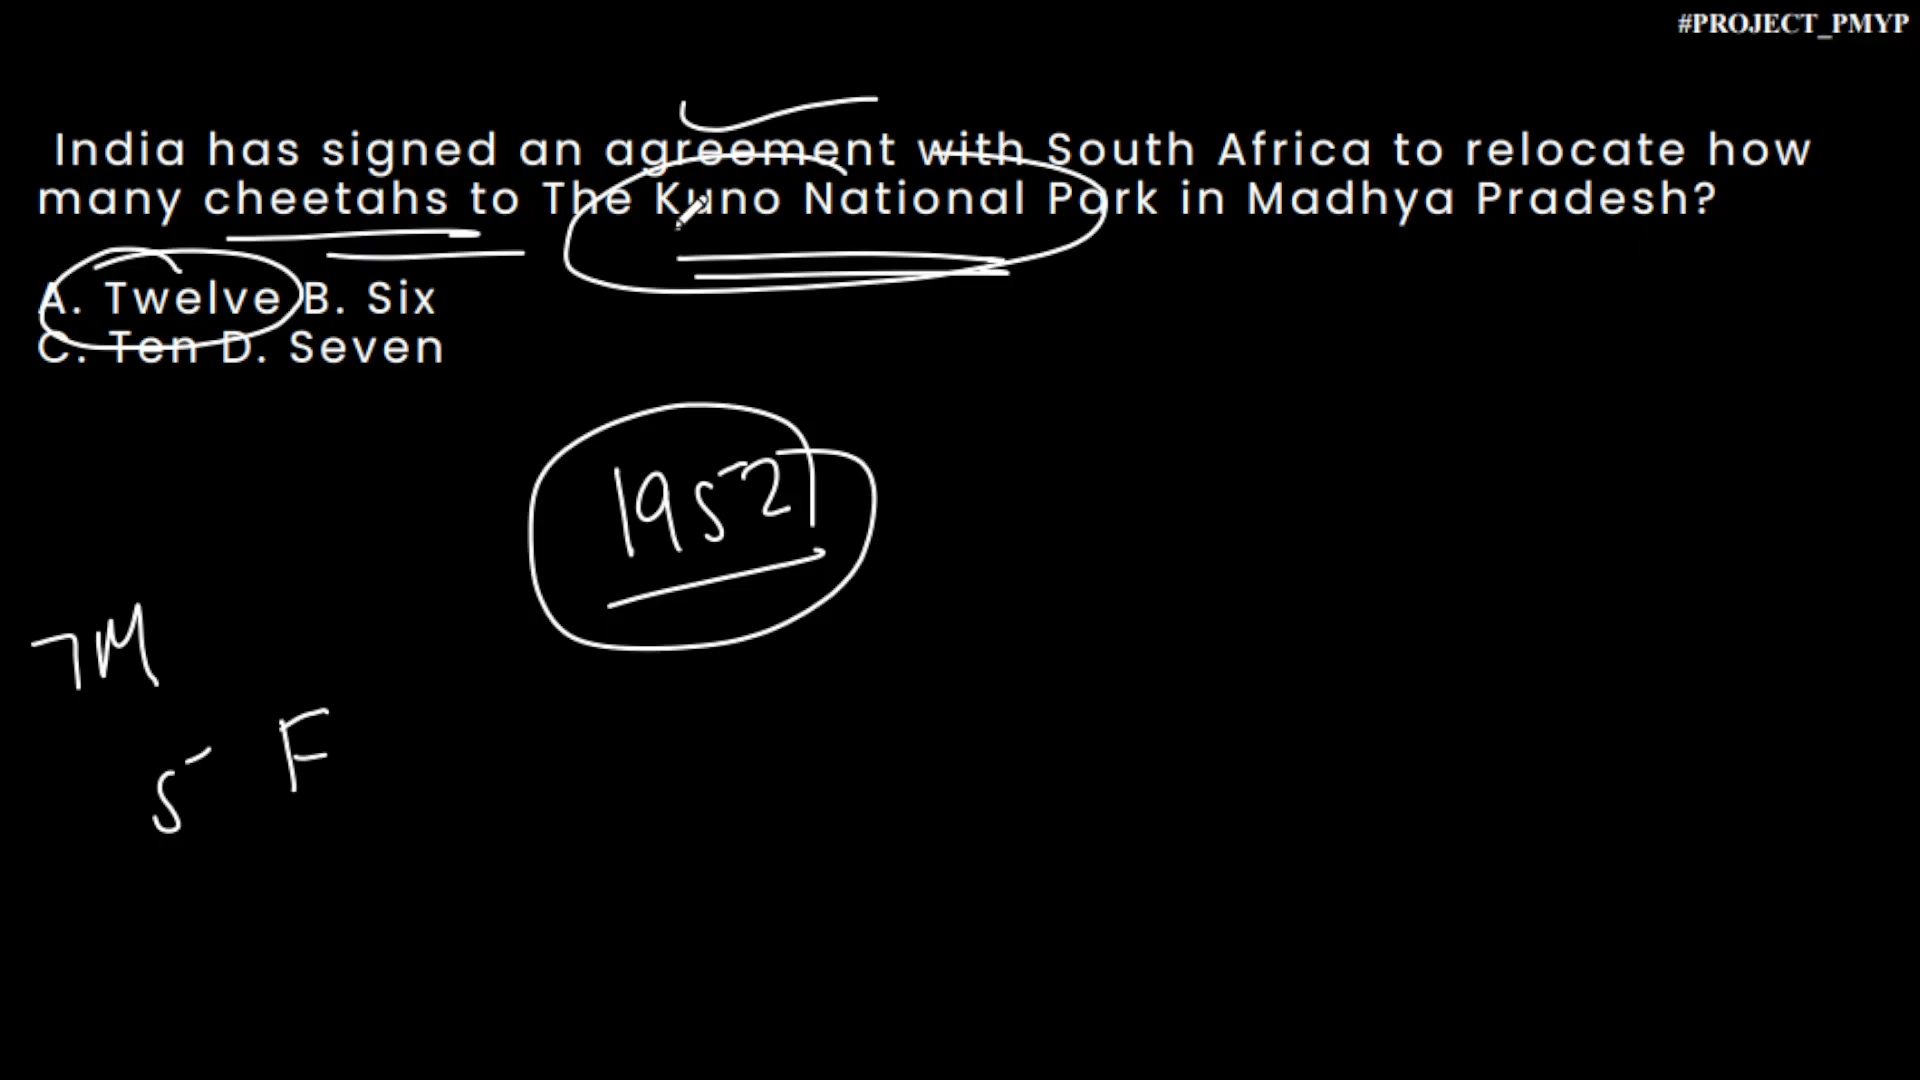 #PROJECT_PMYP
India has signed an agreement with South Africa to relocate how
many cheetahs to The Kuno National Park in Madhya Pradesh?
A. Twelve B. Six
C. Ten D. Seven
1952
7M
5 F